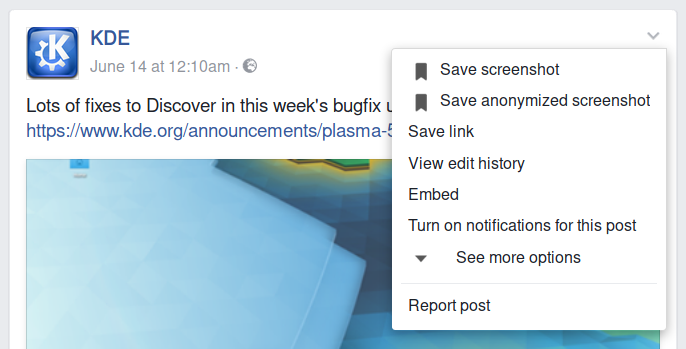 KDE
June 14 at 12:10am ·
Save screenshot
Save anonymized screenshot
Lots of fixes to Discover in this week's bugfix
https://www.kde.org/announcements/plasma-5
Save link
View edit history
Embed
Turn on notifications for this post
See more options
Report post